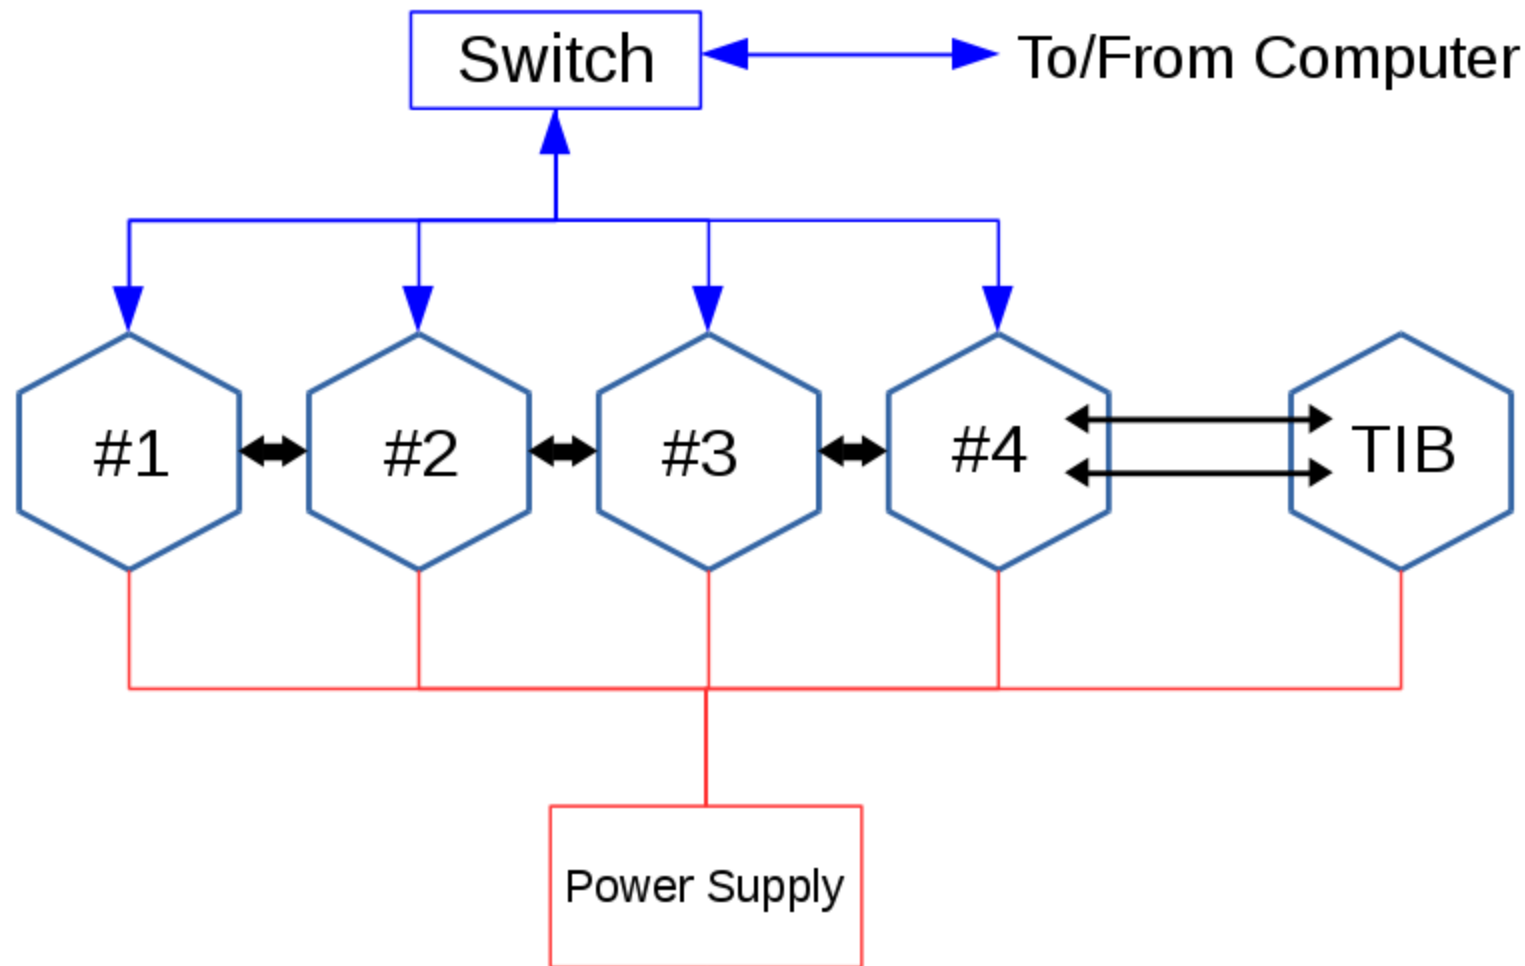 Switch
To/From Computer
#1
#2
#3
#4
TIB
Power Supply